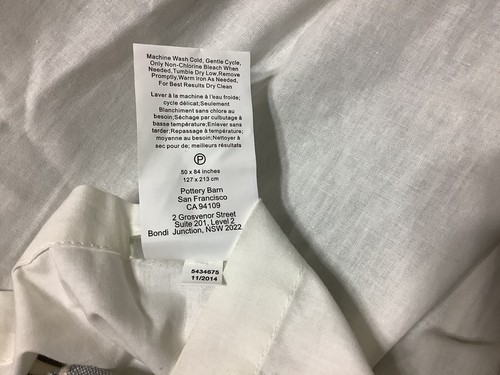 Machine Wash Cold, Gentle Cycle,
Only Non-Chlorine Bleach When
Needed,Tumble Dry Low,Remove
Promptly,Warm Iron As Needed,
For Best Results Dry Clean
Laver à la machine à l'eau froide;
cycle délicat;Seulement
Blanchiment sans chlore au
besoin;Séchage par culbutage à
basse température;Enlever sans
tarder;Repassage à température;
moyenne au besoin;Nettoyer à
sec pour de; meilleurs résultats
P
50 x 84 inches
127 x 213 cm
Pottery Barn
San Francisco
CA 94109
2 Grosvenor Street
Suite 201, Level 2
Bondi Junction, NSW 2022
5434675
11/2014